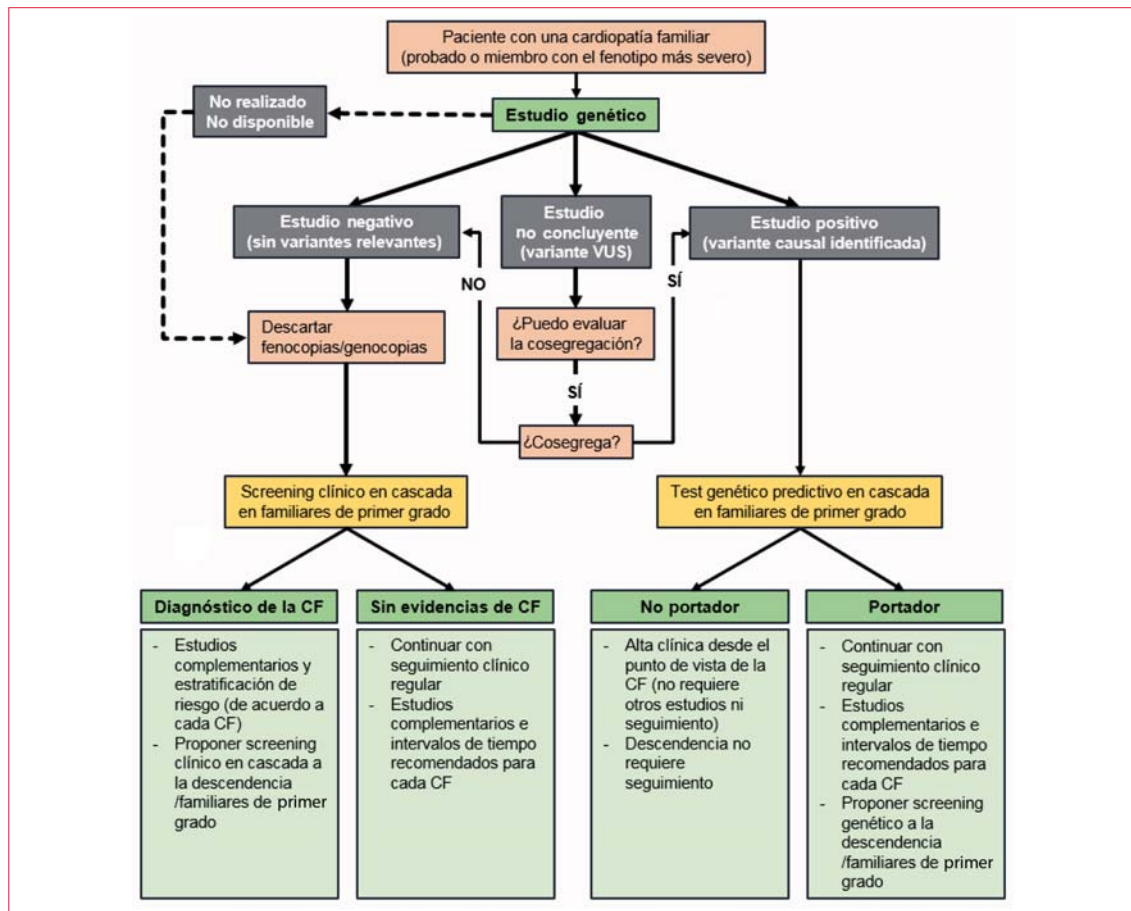 Paciente con una cardiopatía familiar
(probado o miembro con el fenotipo más severo)
No realizado
No disponible
Estudio genético
Estudio negativo
(sin variantes relevantes)
Estudio
no concluyente
(variante VUS)
Estudio positivo
(variante causal identificada)
NO
SÍ
Descartar
fenocopias/genocopias
¿Puedo evaluar
la cosegregación?
SÍ
¿Cosegrega?
Screening clínico en cascada
en familiares de primer grado
Test genético predictivo en cascada
en familiares de primer grado
Diagnóstico de la CF
- Estudios
complementarios y
estratificación de
riesgo (de acuerdo a
cada CF)
- Proponer screening
clínico en cascada a
la descendencia
/familiares de primer
grado
Sin evidencias de CF
- Continuar con
seguimiento clínico
regular
- Estudios
complementarios e
intervalos de tiempo
recomendados para
cada CF
No portador
- Alta clínica desde el
punto de vista de la
CF (no requiere
otros estudios ni
seguimiento)
- Descendencia no
requiere
seguimiento
Portador
- Continuar con
seguimiento clínico
regular
- Estudios
complementarios e
intervalos de tiempo
recomendados para
cada CF
- Proponer screening
genético a la
descendencia
/familiares de primer
grado